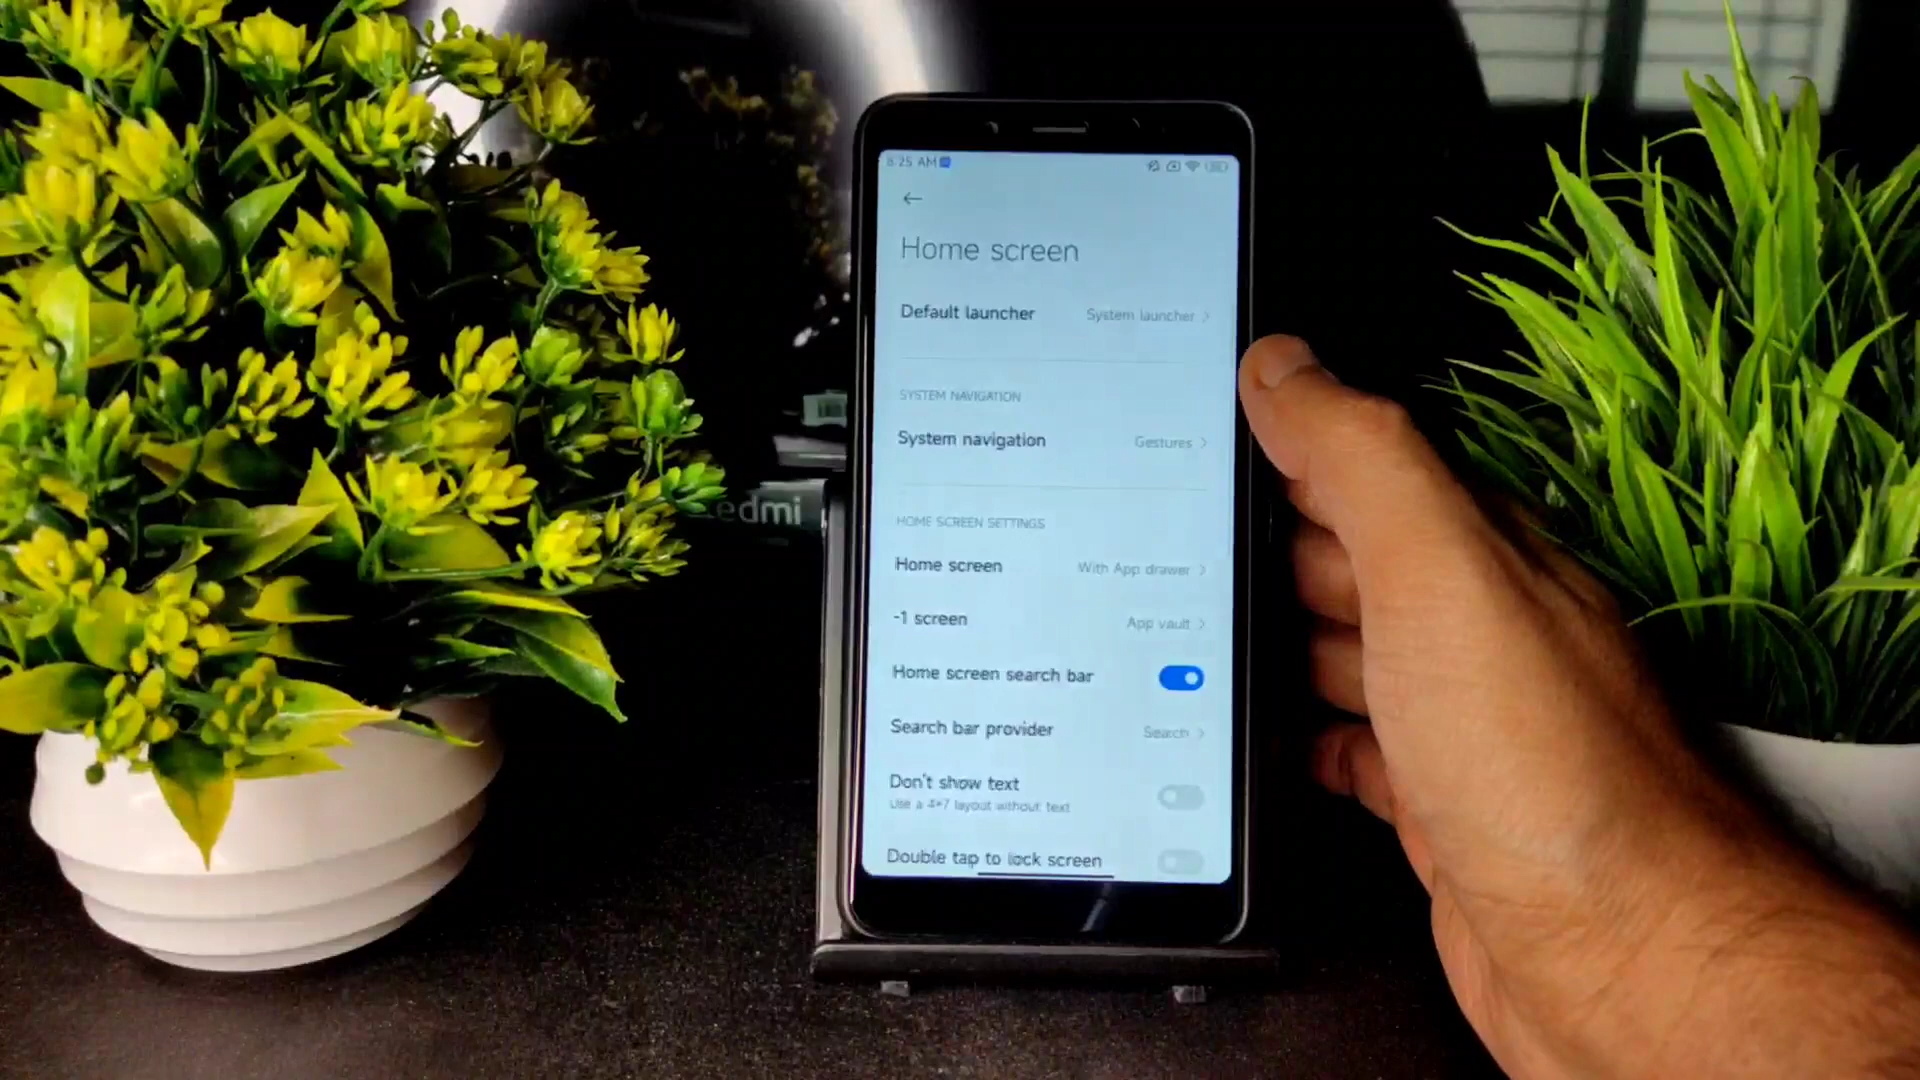 8:25 AM
Home screen
Default launcher System launcher >
SYSTEM NAVIGATION
System navigation Gestures >
HOME SCREEN SETTINGS
Home screen With App drawer >
-1 screen App vault >
Home screen search bar
Search bar provider Search >
Don't show text
Use a 4*7 layout without text
Double tap to lock screen
edmi